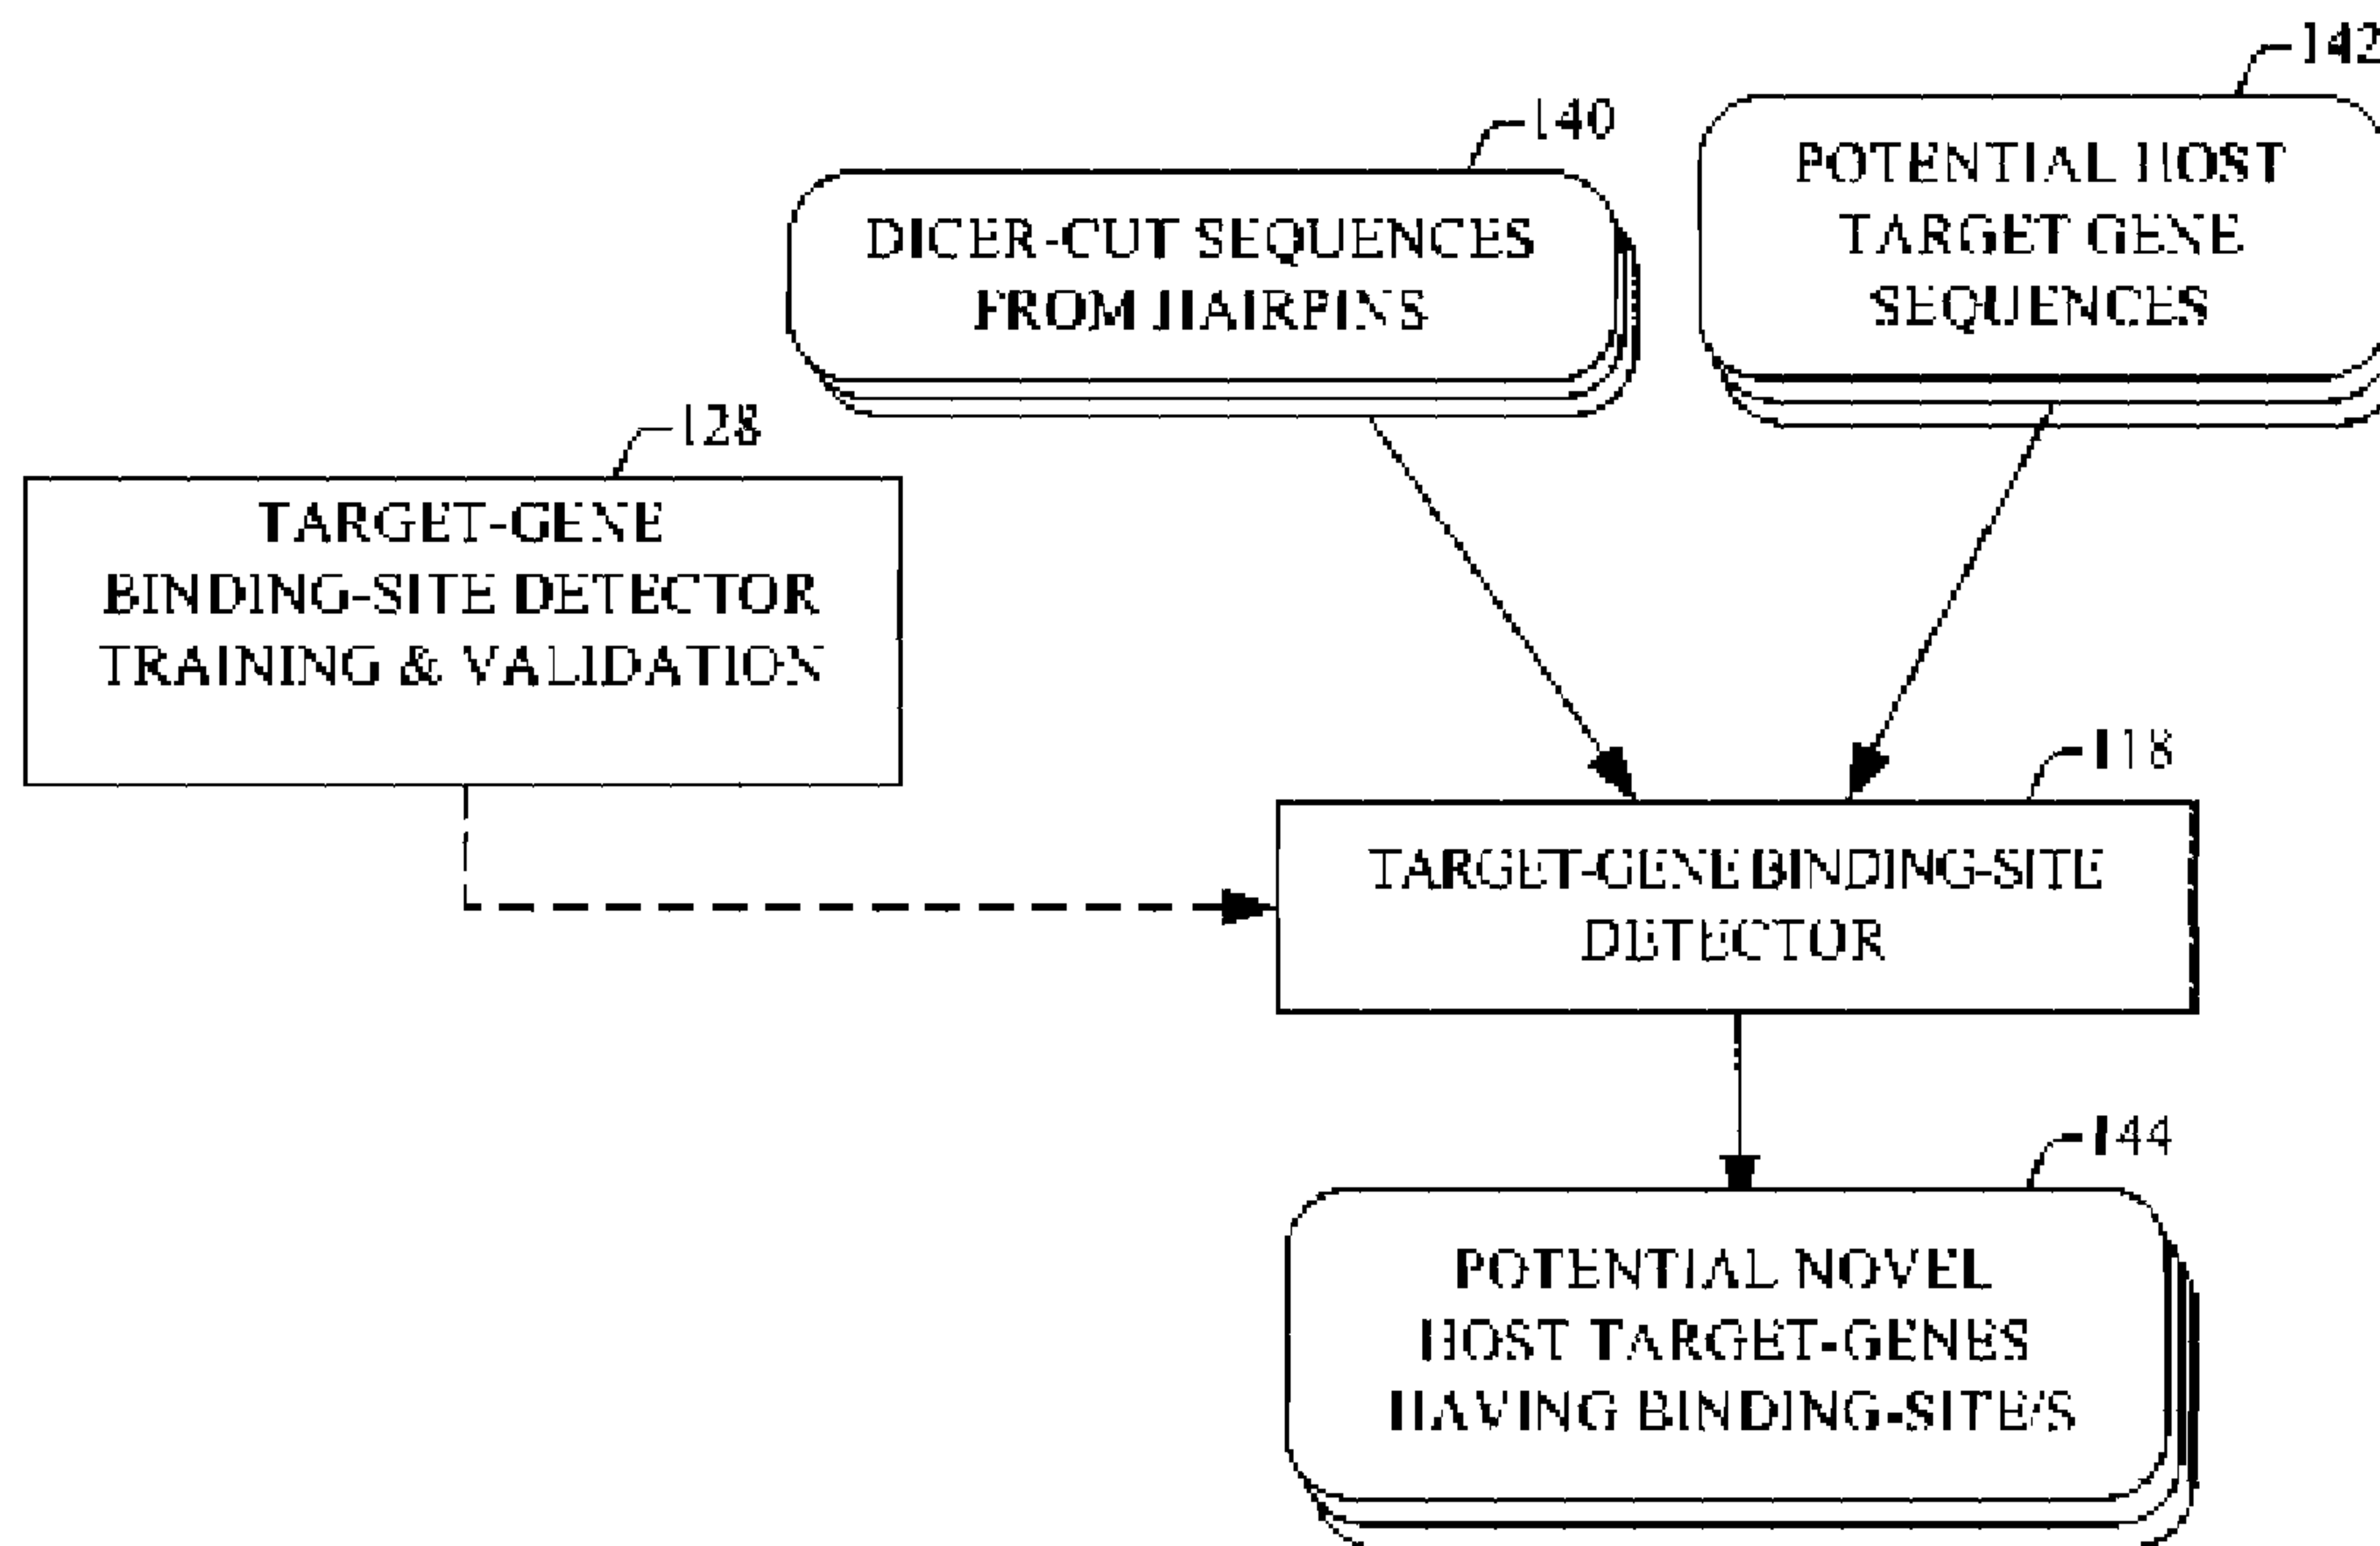 142
140
POTENTIAL HOST
TARGET GENE
SEQUENCES
DICER-CUT SEQUENCES
FROM HAIRPINS
128
TARGET-GENE
BINDING-SITE DETECTOR
TRAINING & VALIDATION
118
TARGET-GENE BINDING-SITE
DETECTOR
144
POTENTIAL NOVEL
HOST TARGET-GENES
HAVING BINDING-SITE/S